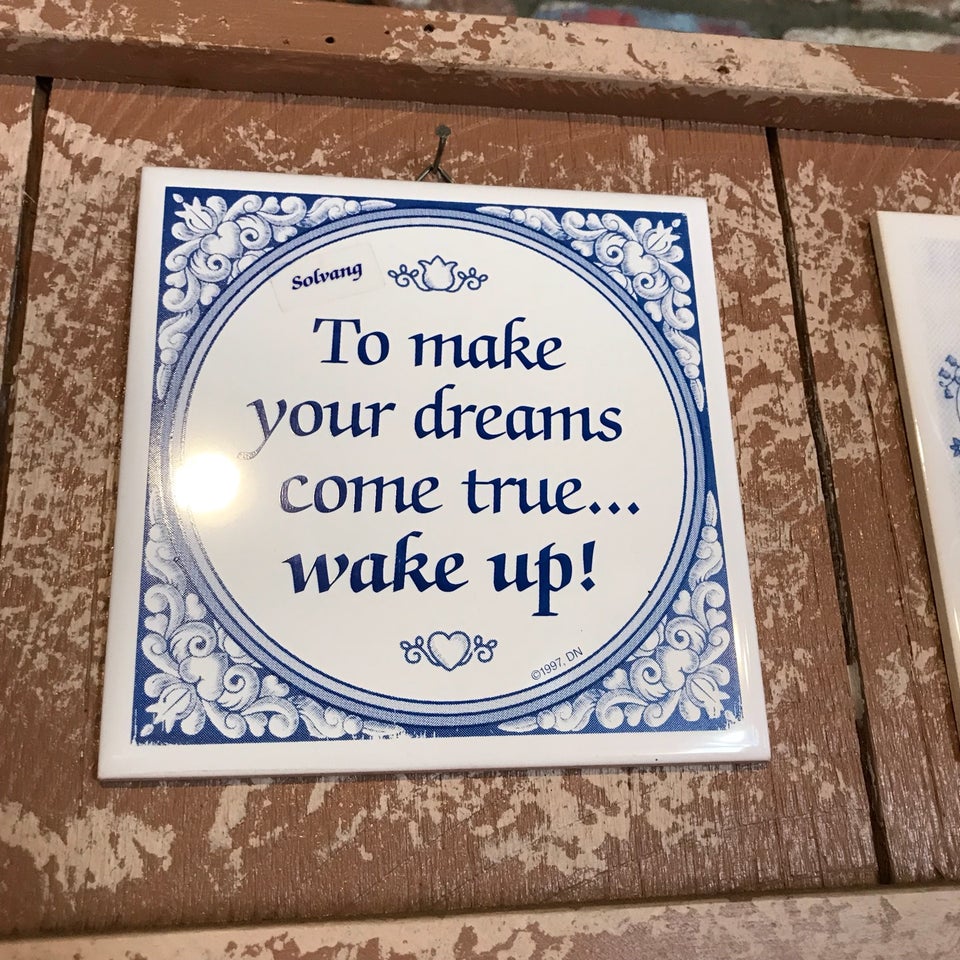 Solvang
To make
your dreams
come true...
wake up!
©1997, DN